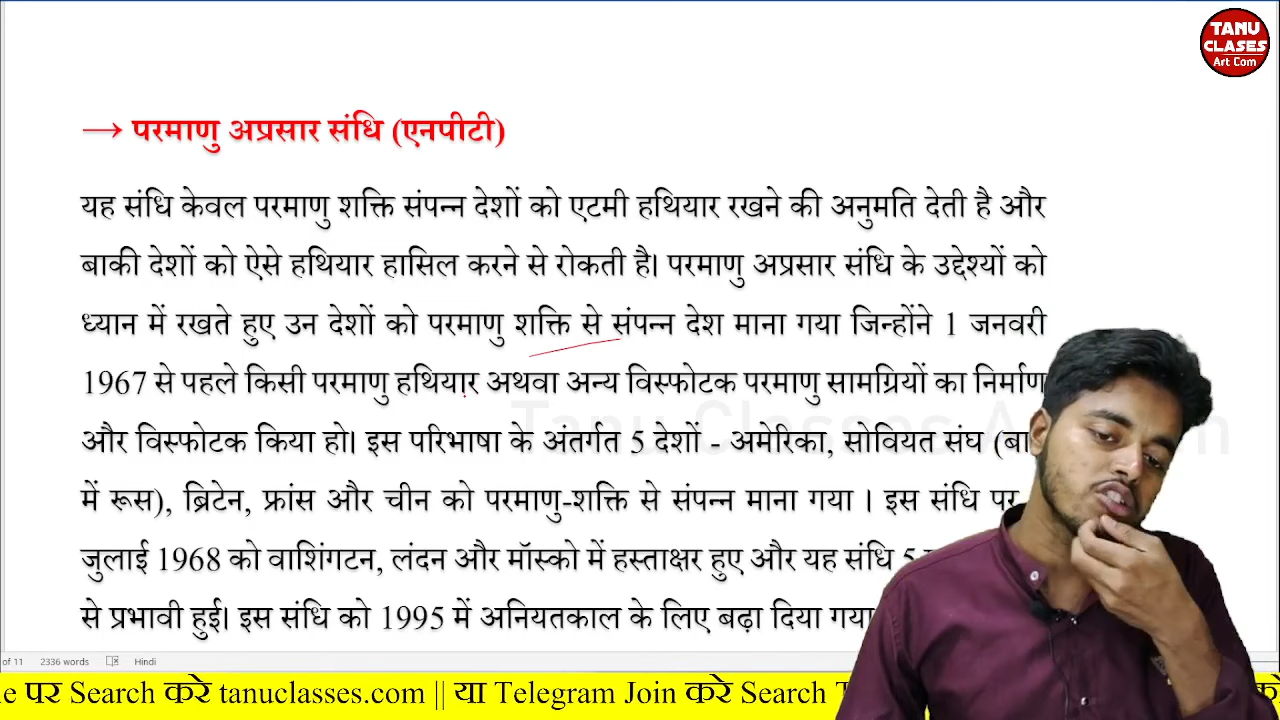 TANU
CLASES
Art Com
→ परमाणु अप्रसार संधि (एनपीटी)
यह संधि केवल परमाणु शक्ति संपन्न देशों को एटमी हथियार रखने की अनुमति देती है और
बाकी देशों को ऐसे हथियार हासिल करने से रोकती है। परमाणु अप्रसार संधि के उद्देश्यों को
ध्यान में रखते हुए उन देशों को परमाणु शक्ति से संपन्न देश माना गया जिन्होंने 1 जनवरी
1967 से पहले किसी परमाणु हथियार अथवा अन्य विस्फोटक परमाणु सामग्रियों का निर्माण
और विस्फोटक किया हो। इस परिभाषा के अंतर्गत 5 देशों - अमेरिका, सोवियत संघ
में रूस), ब्रिटेन, फ्रांस और चीन को परमाणु-शक्ति से संपन्न माना गया । इस संधि पर
जुलाई 1968 को वाशिंगटन, लंदन और मॉस्को में हस्ताक्षर हुए और यह संधि 5
से प्रभावी हुई। इस संधि को 1995 में अनियतकाल के लिए बढ़ा दिया गया
Tanu Classes
of 11 2336 words Hindi
पर Search करे tanuclasses.com || या Telegram Join करे Search